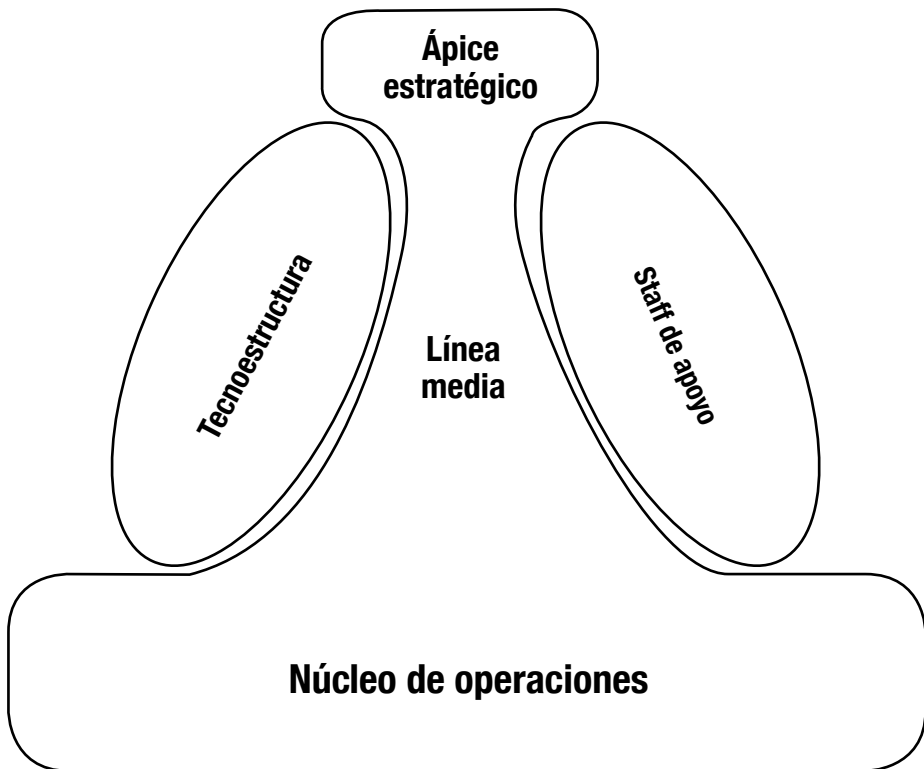 Ápice
estratégico
Tecnoestructura
Línea
media
Staff de apoyo
Núcleo de operaciones